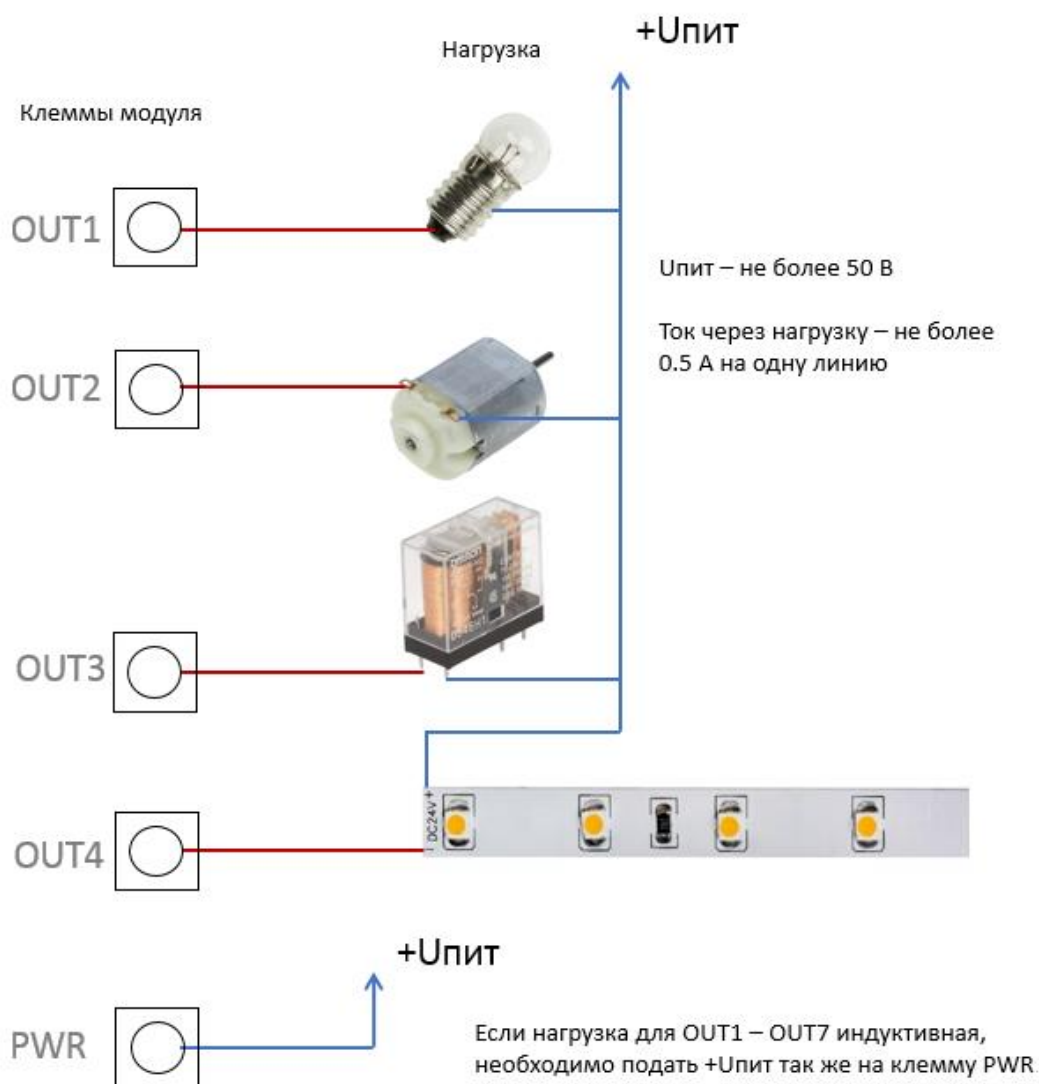 +Uпит
Нагрузка
Клеммы модуля
OUT1
Uпит – не более 50 В
Ток через нагрузку – не более
0.5 А на одну линию
OUT2
OUT3
OUT4
– DC24V +
+Uпит
PWR
Если нагрузка для OUT1 – OUT7 индуктивная,
необходимо подать +Uпит так же на клемму PWR